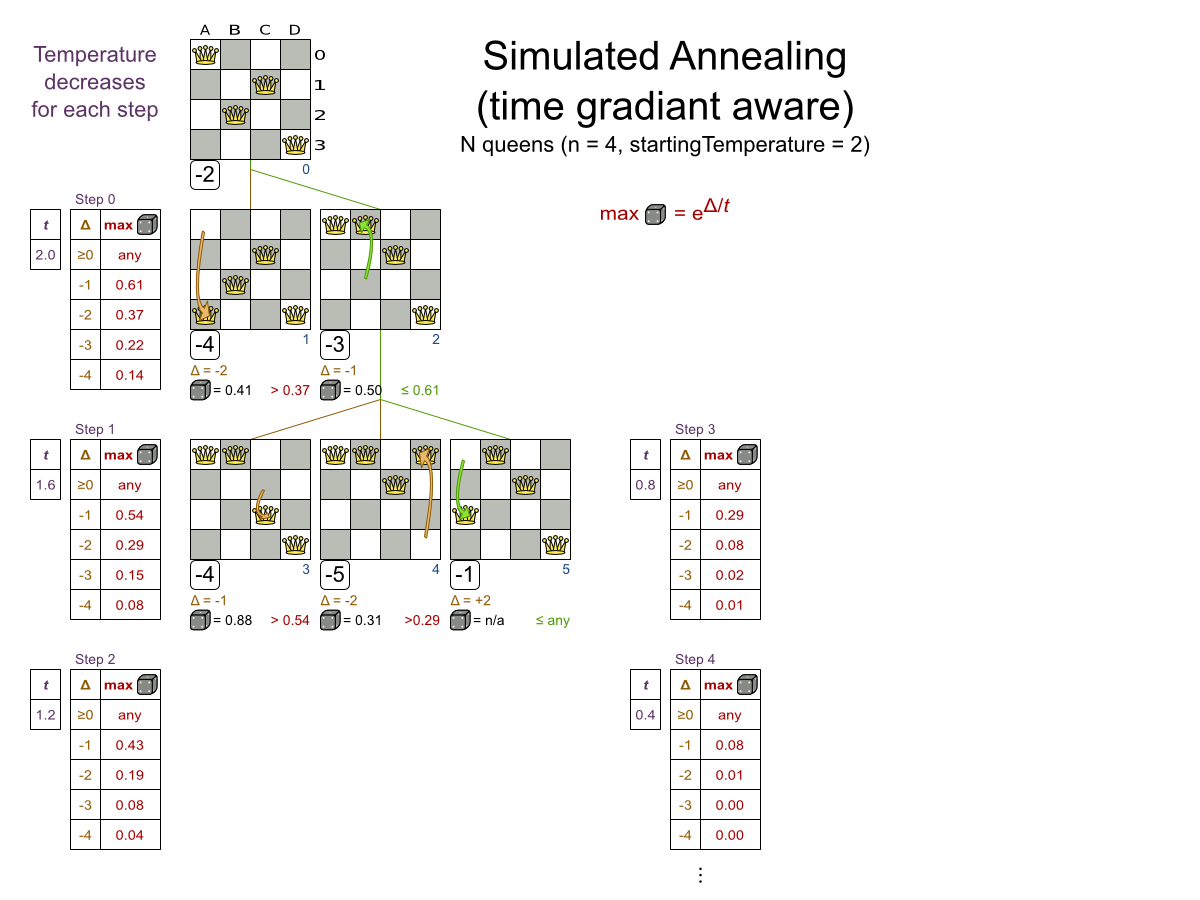 Temperature
decreases
for each step
A B C D
0
1
2
3
-2
0
Simulated Annealing
(time gradiant aware)
N queens (n = 4, startingTemperature = 2)
max = e^Δ/t
Step 0
t
2.0
Δ max
≥0 any
-1 0.61
-2 0.37
-3 0.22
-4 0.14
-4 1
Δ = -2
= 0.41 > 0.37
-3 2
Δ = -1
= 0.50 ≤ 0.61
Step 1
t
1.6
Δ max
≥0 any
-1 0.54
-2 0.29
-3 0.15
-4 0.08
-4 3
Δ = -1
= 0.88 > 0.54
-5 4
Δ = -2
= 0.31 >0.29
-1 5
Δ = +2
= n/a ≤ any
Step 3
t
0.8
Δ max
≥0 any
-1 0.29
-2 0.08
-3 0.02
-4 0.01
Step 2
t
1.2
Δ max
≥0 any
-1 0.43
-2 0.19
-3 0.08
-4 0.04
Step 4
t
0.4
Δ max
≥0 any
-1 0.08
-2 0.01
-3 0.00
-4 0.00
⋮